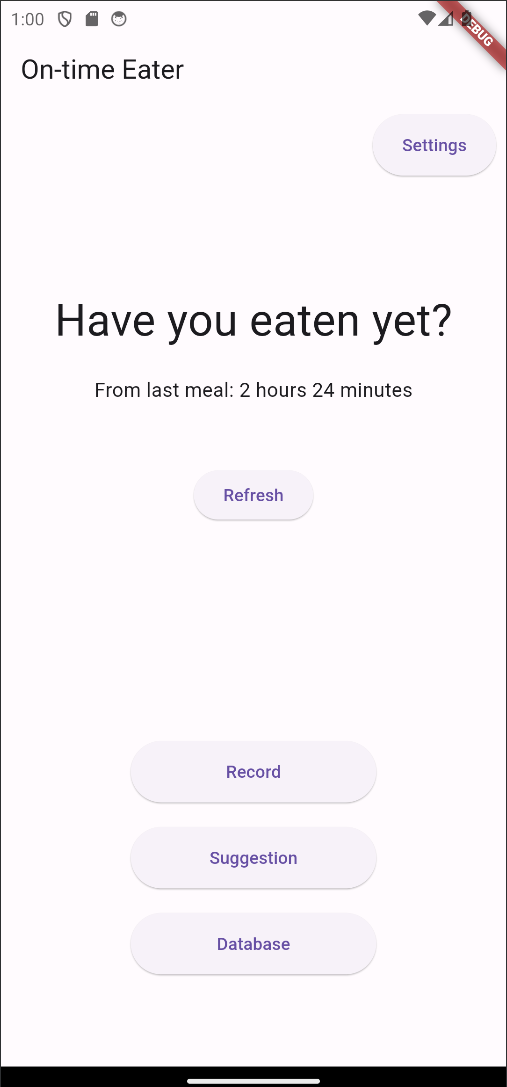 1:00
DEBUG
On-time Eater
Settings
Have you eaten yet?
From last meal: 2 hours 24 minutes
Refresh
Record
Suggestion
Database